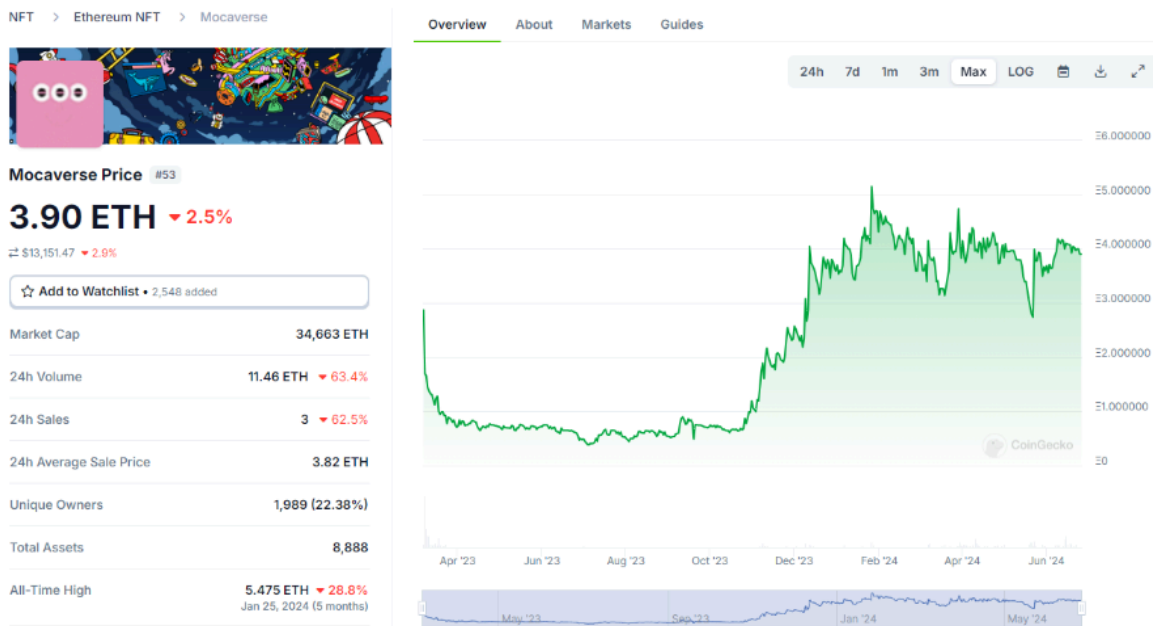 NFT > Ethereum NFT > Mocaverse
Mocaverse Price #53
3.90 ETH ▼ 2.5%
⇄ $13,151.47 ▼ 2.9%
☆ Add to Watchlist • 2,548 added
Market Cap 34,663 ETH
24h Volume 11.46 ETH ▼ 63.4%
24h Sales 3 ▼ 62.5%
24h Average Sale Price 3.82 ETH
Unique Owners 1,989 (22.38%)
Total Assets 8,888
All-Time High 5.475 ETH ▼ 28.8%
Jan 25, 2024 (5 months)
Overview About Markets Guides
24h 7d 1m 3m Max LOG
Ξ6.000000
Ξ5.000000
Ξ4.000000
Ξ3.000000
Ξ2.000000
Ξ1.000000
Ξ0
CoinGecko
Apr '23 Jun '23 Aug '23 Oct '23 Dec '23 Feb '24 Apr '24 Jun '24
May '23 Sep '23 Jan '24 May '24